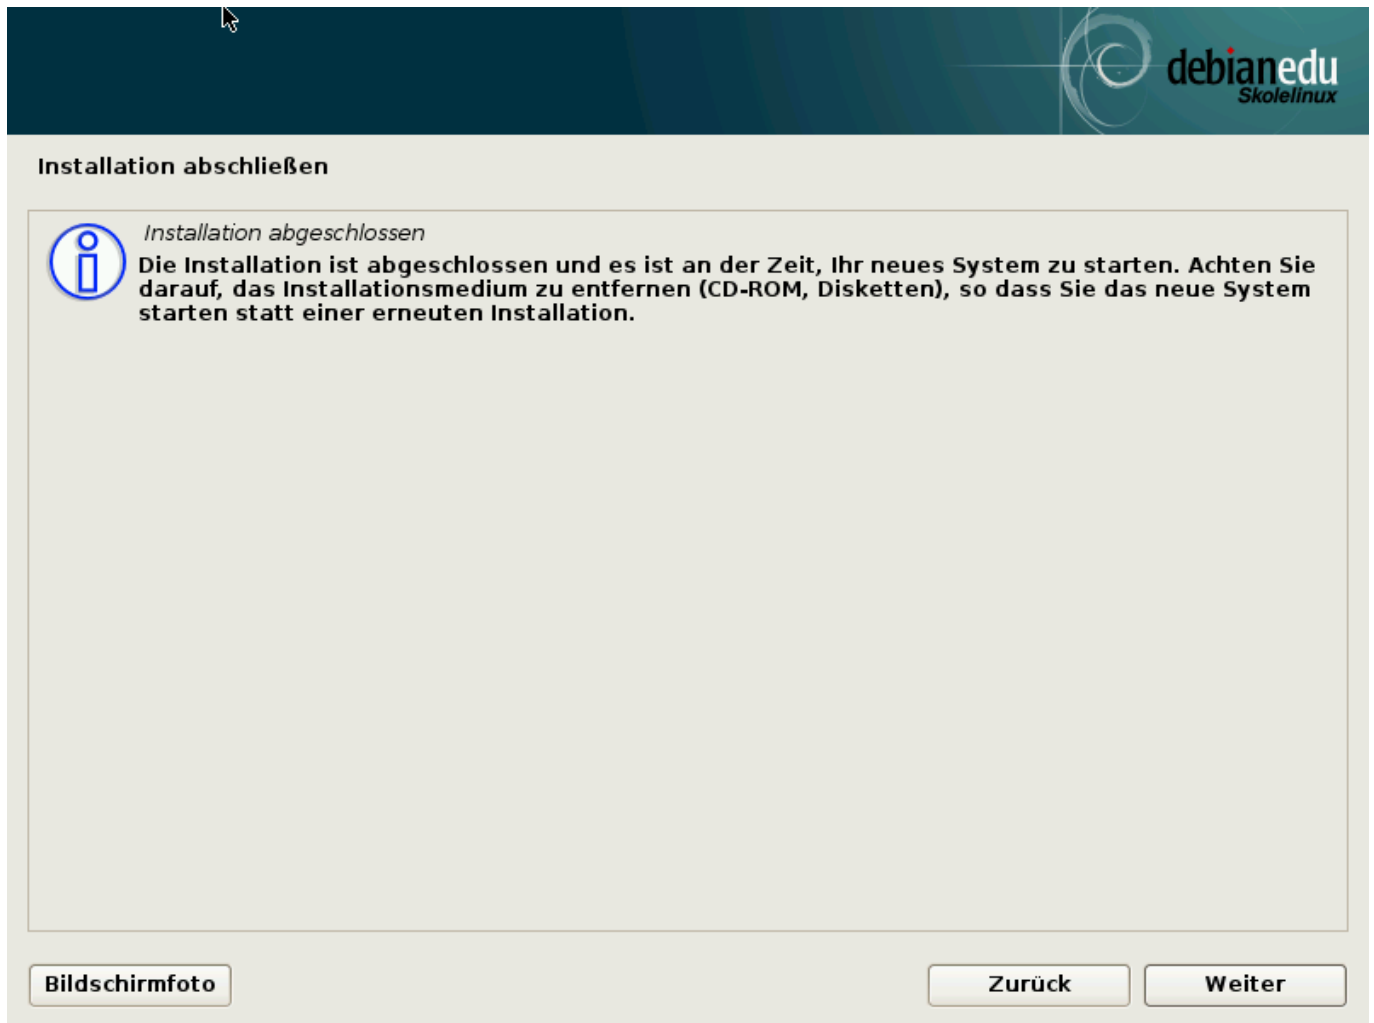 debianedu
Skolelinux
Installation abschließen
Installation abgeschlossen
Die Installation ist abgeschlossen und es ist an der Zeit, Ihr neues System zu starten. Achten Sie
darauf, das Installationsmedium zu entfernen (CD-ROM, Disketten), so dass Sie das neue System
starten statt einer erneuten Installation.
Bildschirmfoto
Zurück
Weiter